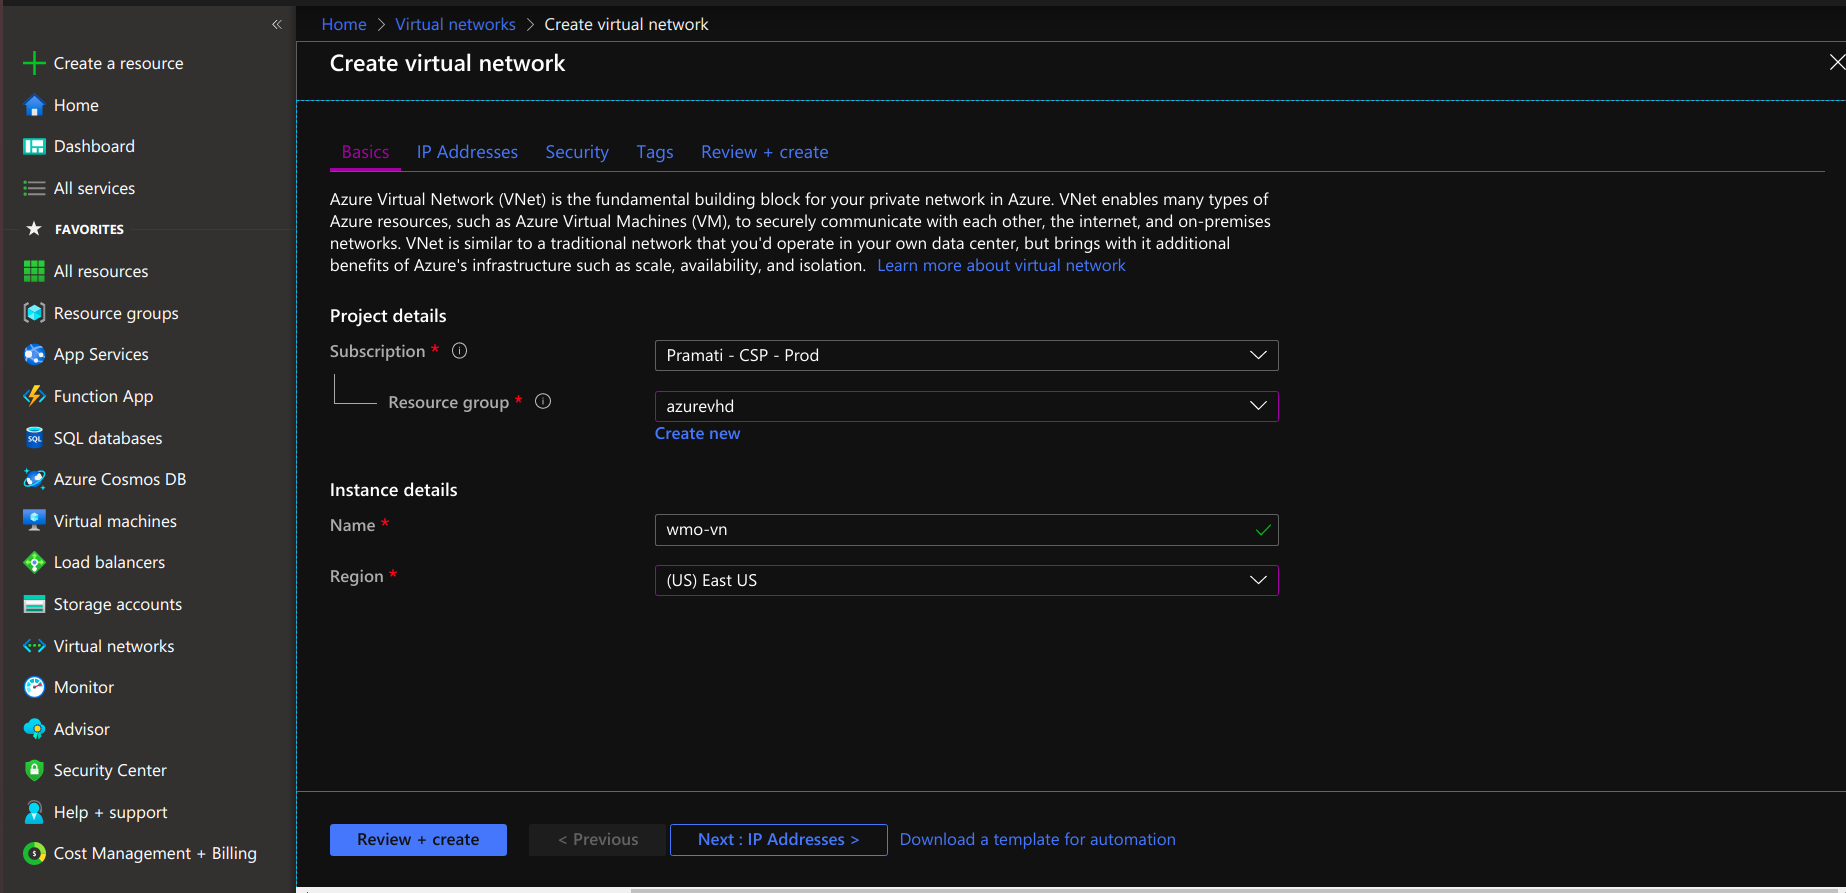 «
Create a resource
Home
Dashboard
All services
FAVORITES
All resources
Resource groups
App Services
Function App
SQL databases
Azure Cosmos DB
Virtual machines
Load balancers
Storage accounts
Virtual networks
Monitor
Advisor
Security Center
Help + support
Cost Management + Billing
Home > Virtual networks > Create virtual network
Create virtual network
Basics IP Addresses Security Tags Review + create
Azure Virtual Network (VNet) is the fundamental building block for your private network in Azure. VNet enables many types of
Azure resources, such as Azure Virtual Machines (VM), to securely communicate with each other, the internet, and on-premises
networks. VNet is similar to a traditional network that you'd operate in your own data center, but brings with it additional
benefits of Azure's infrastructure such as scale, availability, and isolation. Learn more about virtual network
Project details
Subscription * Pramati - CSP - Prod
Resource group * azurevhd
Create new
Instance details
Name * wmo-vn
Region * (US) East US
Review + create < Previous Next : IP Addresses > Download a template for automation